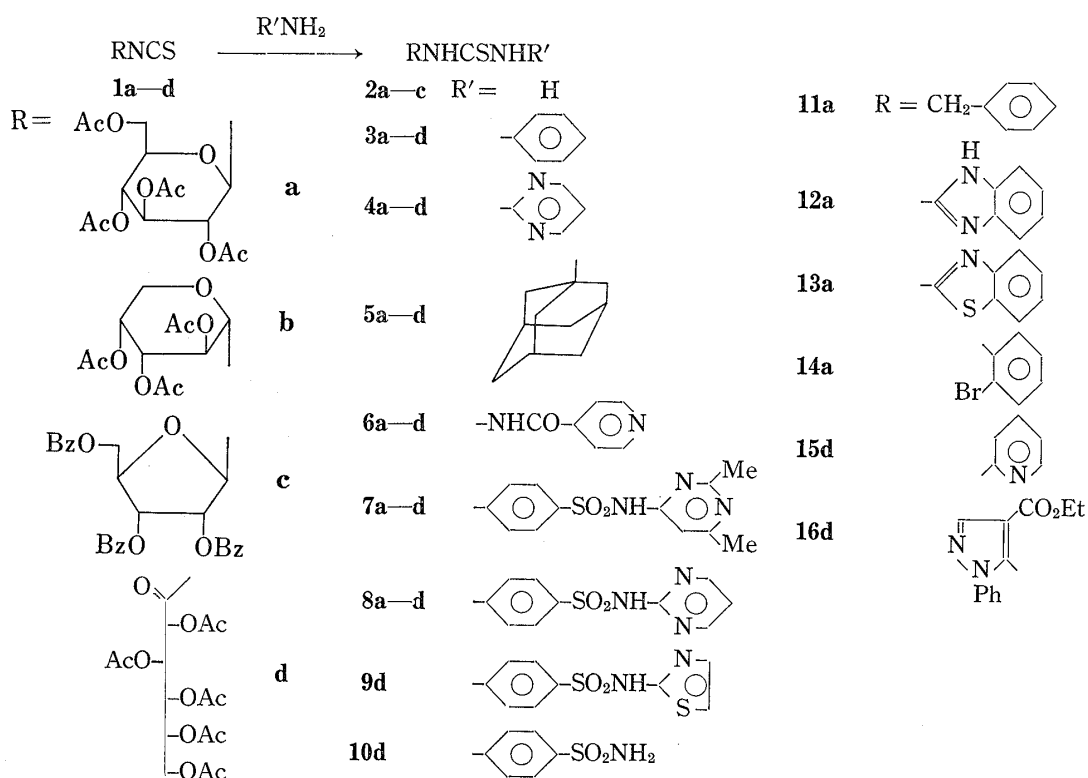 R′NH2
RNCS → RNHCSNHR′
1a—d
2a—c R′= H
11a R = CH2-
R=
AcO
O
OAc
AcO
OAc
a
3a—d
4a—d
N
N
12a
H
N
N
O
AcO
AcO
OAc
b
5a—d
13a
N
S
14a
Br
BzO
O
BzO
OBz
c
6a—d
-NHCO-
N
15d
N
7a—d
-SO2NH-
N
Me
N
Me
16d
CO2Et
N
N
Ph
O
-OAc
AcO-
-OAc
-OAc
-OAc
d
8a—d
-SO2NH-
N
N
9d
-SO2NH-
N
S
10d
-SO2NH2